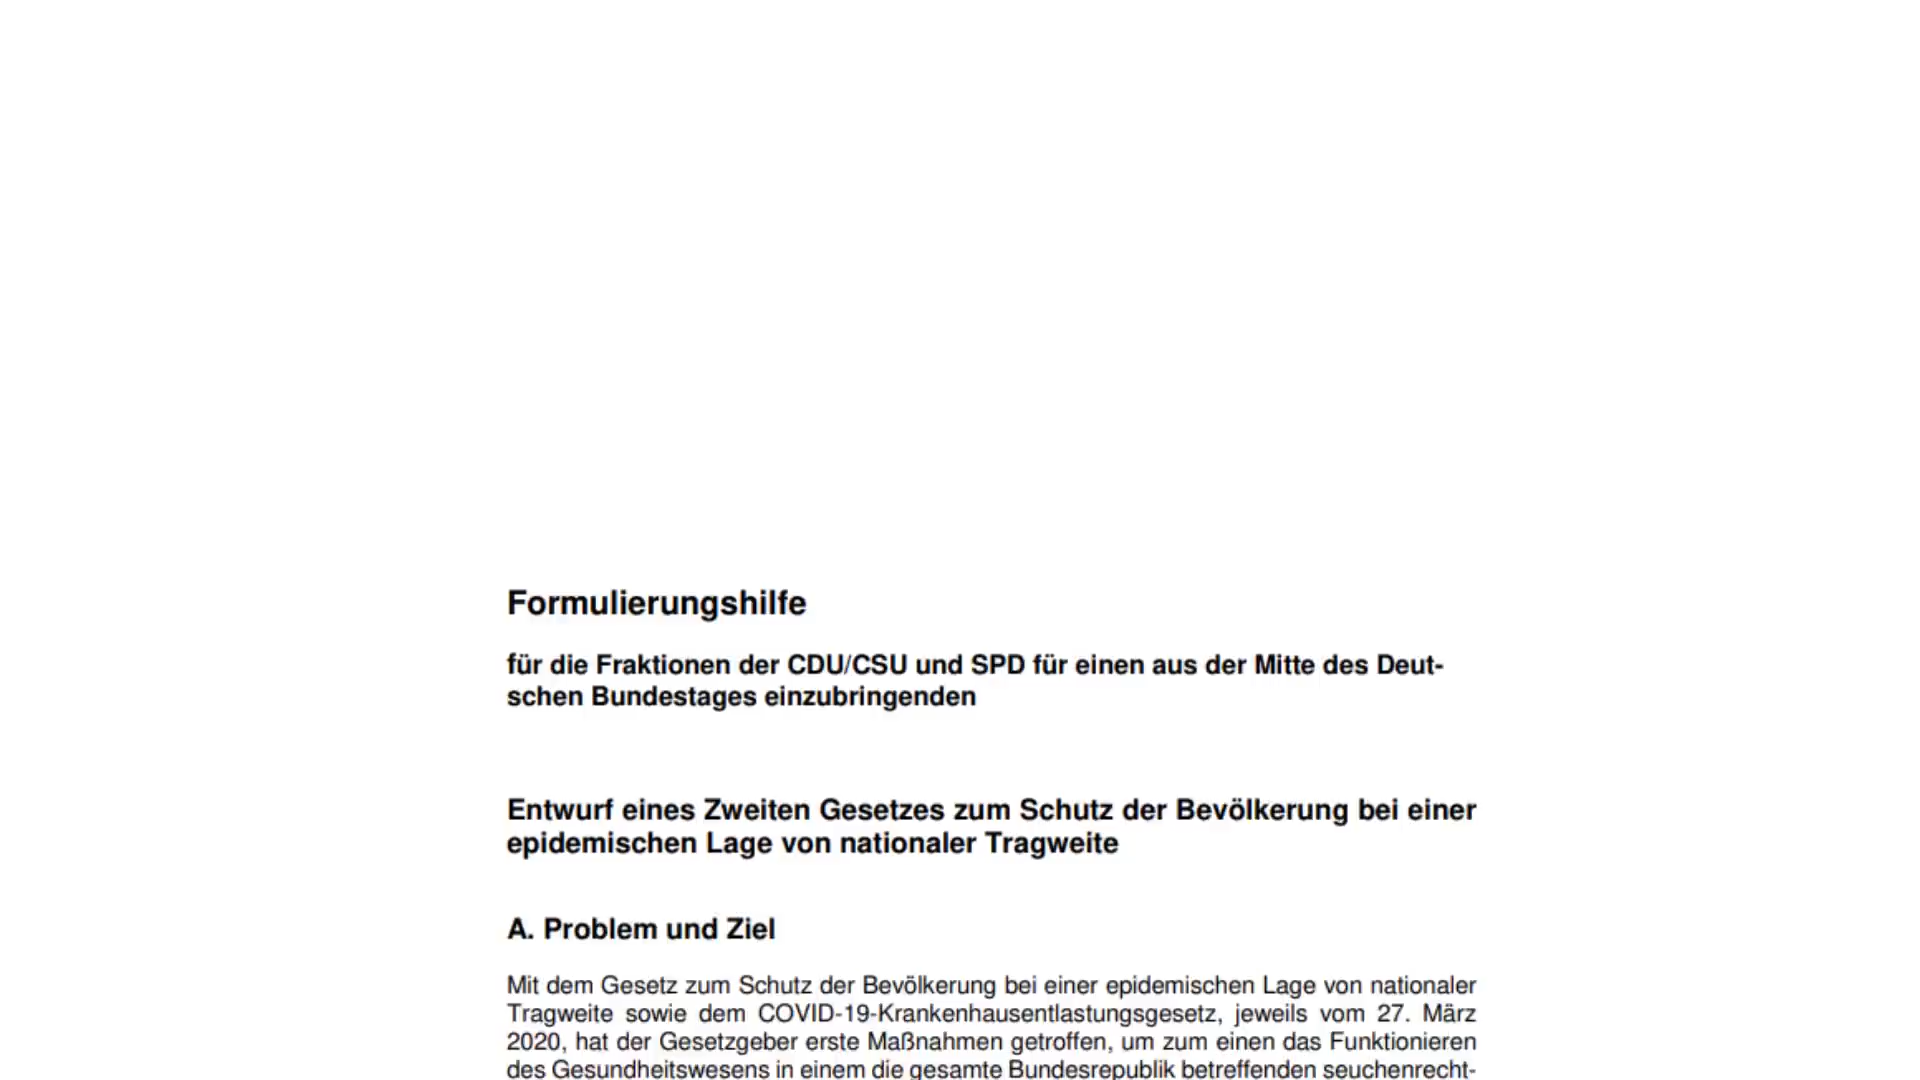 Formulierungshilfe
für die Fraktionen der CDU/CSU und SPD für einen aus der Mitte des Deut-
schen Bundestages einzubringenden
Entwurf eines Zweiten Gesetzes zum Schutz der Bevölkerung bei einer
epidemischen Lage von nationaler Tragweite
A. Problem und Ziel
Mit dem Gesetz zum Schutz der Bevölkerung bei einer epidemischen Lage von nationaler
Tragweite sowie dem COVID-19-Krankenhausentlastungsgesetz, jeweils vom 27. März
2020, hat der Gesetzgeber erste Maßnahmen getroffen, um zum einen das Funktionieren
des Gesundheitswesens in einem die gesamte Bundesrepublik betreffenden seuchenrecht-